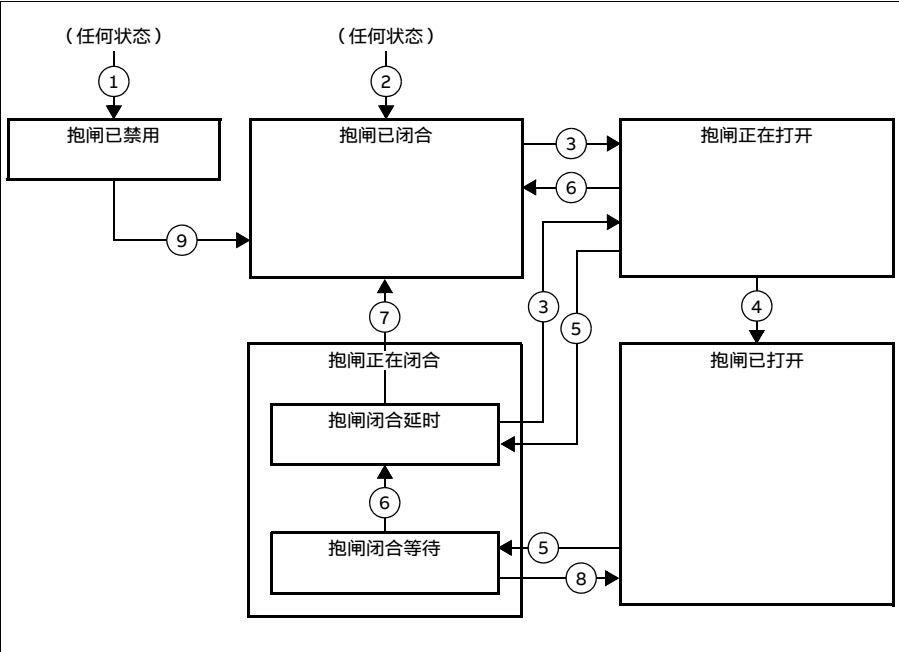 （任何状态）
（任何状态）
1
2
抱闸已禁用
抱闸已闭合
抱闸正在打开
3
6
9
7
3
5
4
抱闸正在闭合
抱闸已打开
抱闸闭合延时
6
抱闸闭合等待
5
8